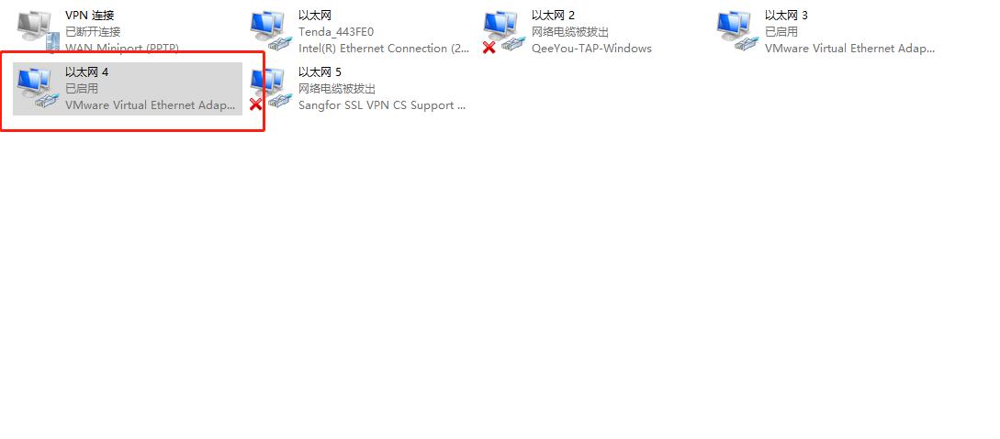 VPN 连接
已断开连接
WAN Miniport (PPTP)
以太网
Tenda_443FE0
Intel(R) Ethernet Connection (2...
以太网 2
网络电缆被拔出
QeeYou-TAP-Windows
以太网 3
已启用
VMware Virtual Ethernet Adap...
以太网 4
已启用
VMware Virtual Ethernet Adap...
以太网 5
网络电缆被拔出
Sangfor SSL VPN CS Support ...